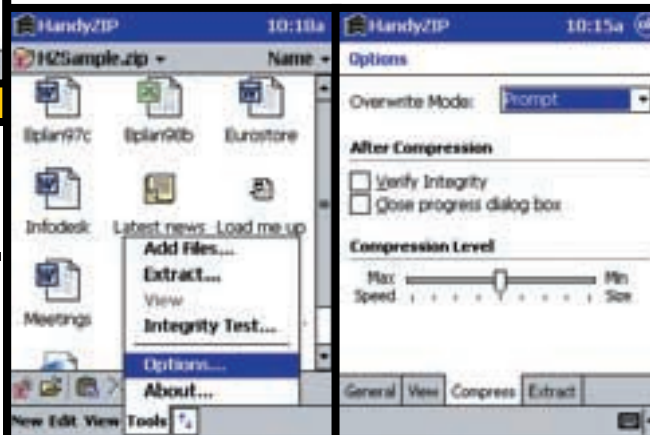 HandyZIP 10:18a
HZSample.zip Name
Bplan97c Bplan98b Eurostore
Infodesk Latest news Load me up
Meetings
Add Files...
Extract...
View
Integrity Test...
Options...
About...
New Edit View Tools
HandyZIP 10:15a ok
Options
Overwrite Mode: Prompt
After Compression
Verify Integrity
Close progress dialog box
Compression Level
Max Speed
Min Size
General View Compress Extract